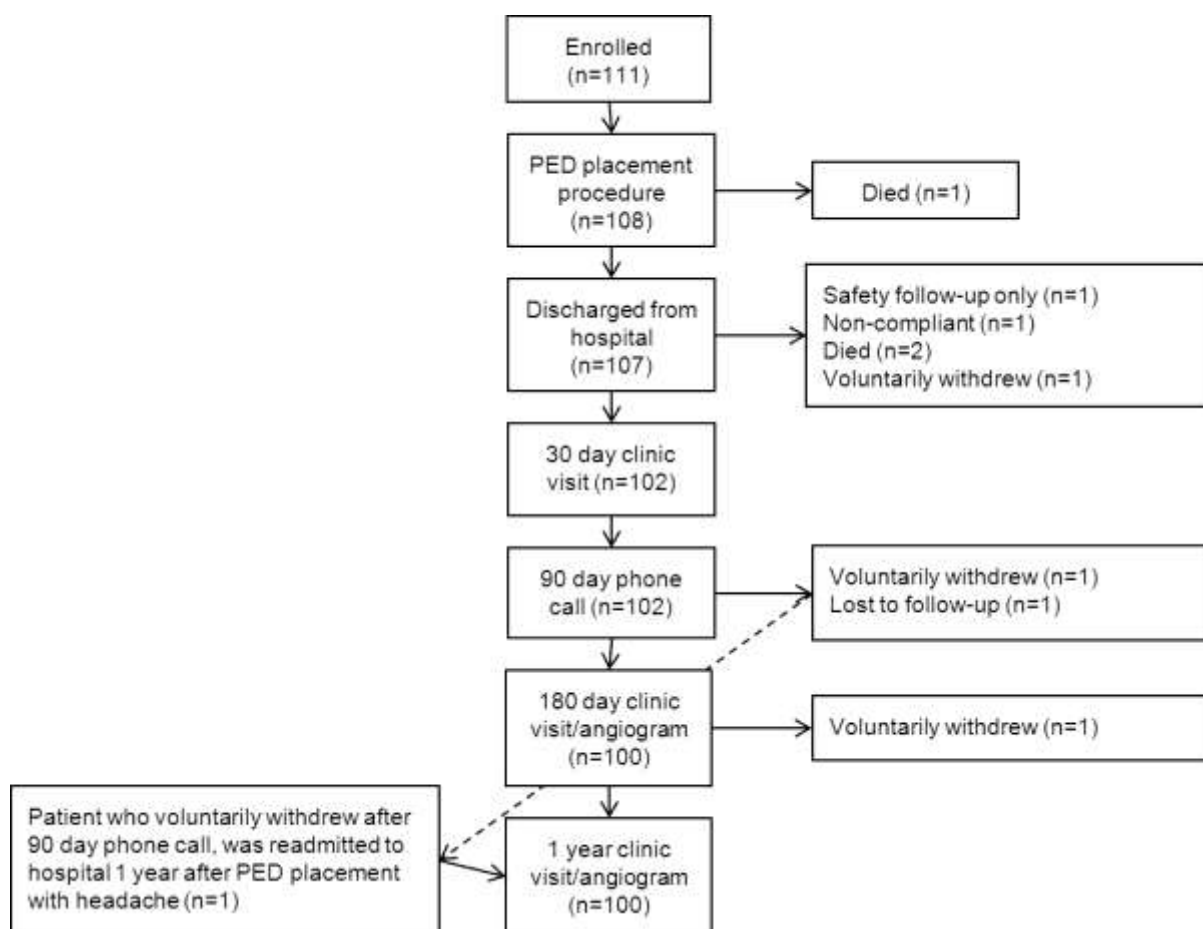 Enrolled
(n=111)
PED placement
procedure
(n=108)
Died (n=1)
Discharged from
hospital
(n=107)
Safety follow-up only (n=1)
Non-compliant (n=1)
Died (n=2)
Voluntarily withdrew (n=1)
30 day clinic
visit (n=102)
90 day phone
call (n=102)
Voluntarily withdrew (n=1)
Lost to follow-up (n=1)
180 day clinic
visit/angiogram
(n=100)
Voluntarily withdrew (n=1)
Patient who voluntarily withdrew after
90 day phone call, was readmitted to
hospital 1 year after PED placement
with headache (n=1)
1 year clinic
visit/angiogram
(n=100)